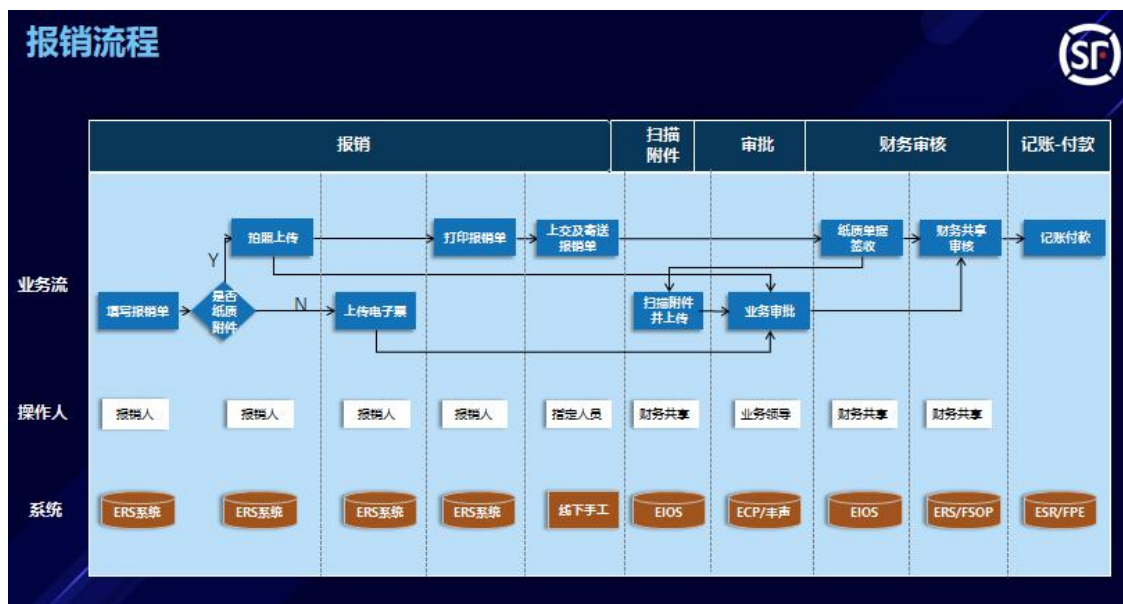 报销流程
SF
报销
扫描
附件
审批
财务审核
记账-付款
业务流
填写报销单
是否
纸质
附件
Y
N
拍照上传
上传电子票
打印报销单
上交及寄送
报销单
扫描附件
并上传
业务审批
纸质单据
签收
财务共享
审核
记账付款
操作人
报销人
报销人
报销人
报销人
指定人员
财务共享
业务领导
财务共享
财务共享
系统
ERS系统
ERS系统
ERS系统
ERS系统
线下手工
EIOS
ECP/丰声
EIOS
ERS/FSOP
ESR/FPE